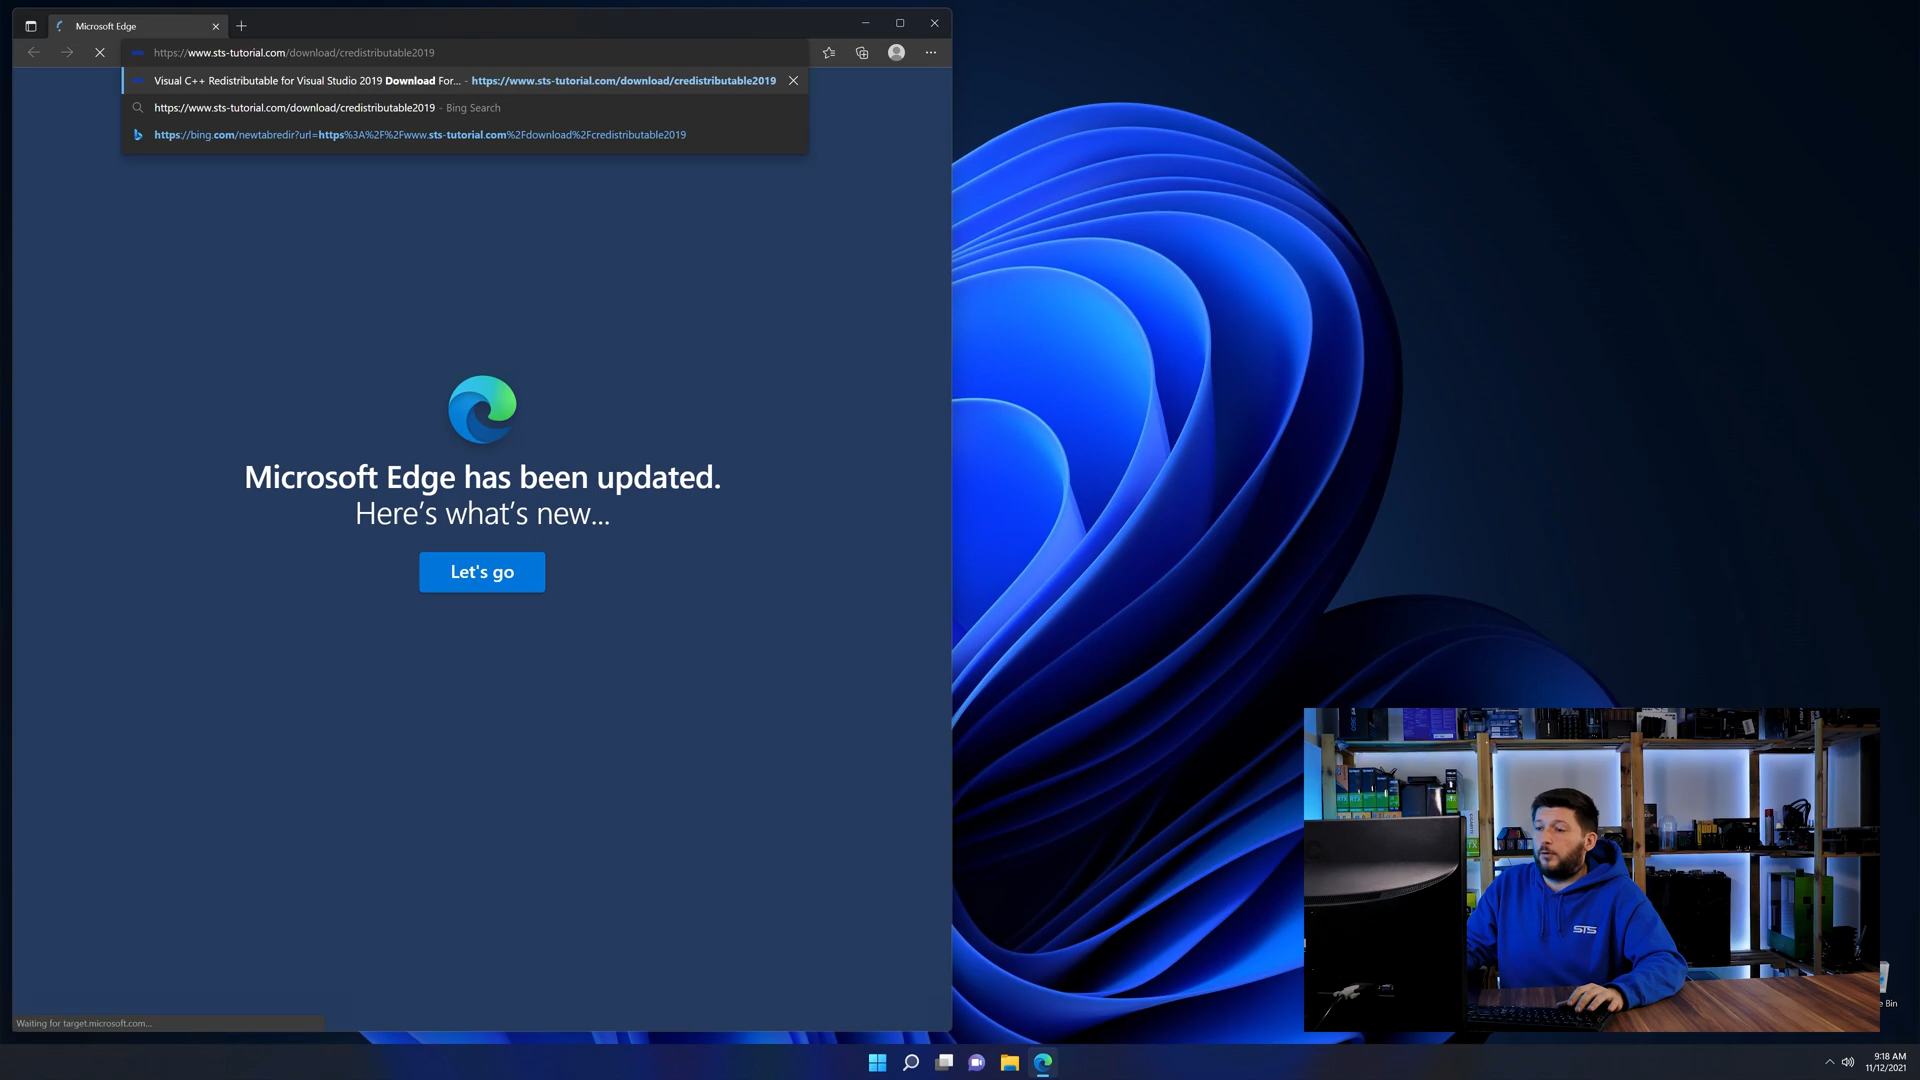 Microsoft Edge
https://www.sts-tutorial.com/download/credistributable2019
Visual C++ Redistributable for Visual Studio 2019 Download For... - https://www.sts-tutorial.com/download/credistributable2019
https://www.sts-tutorial.com/download/credistributable2019 - Bing Search
https://bing.com/newtabredir?url=https%3A%2F%2Fwww.sts-tutorial.com%2Fdownload%2Fcredistributable2019
Microsoft Edge has been updated.
Here's what's new...
Let's go
STS
e Bin
Waiting for target.microsoft.com...
9:18 AM
11/12/2021